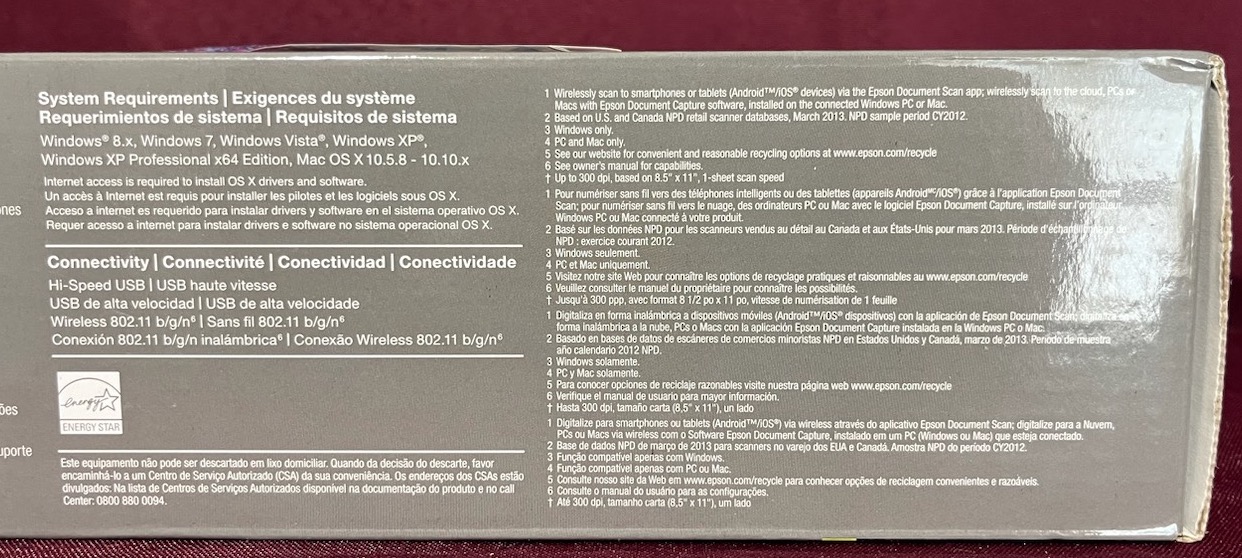 System Requirements | Exigences du système
Requerimientos de sistema | Requisitos de sistema
Windows® 8.x, Windows 7, Windows Vista®, Windows XP®,
Windows XP Professional x64 Edition, Mac OS X 10.5.8 - 10.10.x
Internet access is required to install OS X drivers and software.
Un accès à Internet est requis pour installer les pilotes et les logiciels sous OS X.
Acceso a internet es requerido para instalar drivers y software en el sistema operativo OS X.
Requer acesso a internet para instalar drivers e software no sistema operacional OS X.
Connectivity | Connectivité | Conectividad | Conectividade
Hi-Speed USB | USB haute vitesse
USB de alta velocidad | USB de alta velocidade
Wireless 802.11 b/g/n⁶ | Sans fil 802.11 b/g/n⁶
Conexión 802.11 b/g/n inalámbrica⁶ | Conexão Wireless 802.11 b/g/n⁶
energy
ENERGY STAR
Este equipamento não pode ser descartado em lixo domiciliar. Quando da decisão do descarte, favor
encaminhá-lo a um Centro de Serviço Autorizado (CSA) da sua conveniência. Os endereços dos CSAs estão
divulgados: Na lista de Centros de Serviços Autorizados disponível na documentação do produto e no call
Center: 0800 880 0094.
1 Wirelessly scan to smartphones or tablets (Android™/iOS® devices) via the Epson Document Scan app; wirelessly scan to the cloud, PCs or
Macs with Epson Document Capture software, installed on the connected Windows PC or Mac.
2 Based on U.S. and Canada NPD retail scanner databases, March 2013. NPD sample period CY2012.
3 Windows only.
4 PC and Mac only.
5 See our website for convenient and reasonable recycling options at www.epson.com/recycle
6 See owner's manual for capabilities.
† Up to 300 dpi, based on 8.5" x 11", 1-sheet scan speed
1 Pour numériser sans fil vers des téléphones intelligents ou des tablettes (appareils Androidᴹᶜ/iOS®) grâce à l'application Epson Document
Scan; pour numériser sans fil vers le nuage, des ordinateurs PC ou Mac avec le logiciel Epson Document Capture, installé sur l'ordinateur
Windows PC ou Mac connecté à votre produit.
2 Basé sur les données NPD pour les scanneurs vendus au détail au Canada et aux États-Unis pour mars 2013. Période d'échantillonnage de
NPD : exercice courant 2012.
3 Windows seulement.
4 PC et Mac uniquement.
5 Visitez notre site Web pour connaître les options de recyclage pratiques et raisonnables au www.epson.com/recycle
6 Veuillez consulter le manuel du propriétaire pour connaître les possibilités.
† Jusqu'à 300 ppp, avec format 8 1/2 po x 11 po, vitesse de numérisation de 1 feuille
1 Digitaliza en forma inalámbrica a dispositivos móviles (Android™/iOS® dispositivos) con la aplicación de Epson Document Scan; digitaliza en
forma inalámbrica a la nube, PCs o Macs con la aplicación Epson Document Capture instalada en la Windows PC o Mac.
2 Basado en bases de datos de escáneres de comercios minoristas NPD en Estados Unidos y Canadá, marzo de 2013. Periodo de muestra
año calendario 2012 NPD.
3 Windows solamente.
4 PC y Mac solamente.
5 Para conocer opciones de reciclaje razonables visite nuestra página web www.epson.com/recycle
6 Verifique el manual de usuario para mayor información.
† Hasta 300 dpi, tamaño carta (8,5" x 11"), un lado
1 Digitalize para smartphones ou tablets (Android™/iOS®) via wireless através do aplicativo Epson Document Scan; digitalize para a Nuvem,
PCs ou Macs via wireless com o Software Epson Document Capture, instalado em um PC (Windows ou Mac) que esteja conectado.
2 Base de dados NPD de março de 2013 para scanners no varejo dos EUA e Canadá. Amostra NPD do período CY2012.
3 Função compatível apenas com Windows.
4 Função compatível apenas com PC ou Mac.
5 Consulte nosso site da Web em www.epson.com/recycle para conhecer opções de reciclagem convenientes e razoáveis.
6 Consulte o manual do usuário para as configurações.
† Até 300 dpi, tamanho carta (8,5" x 11"), um lado